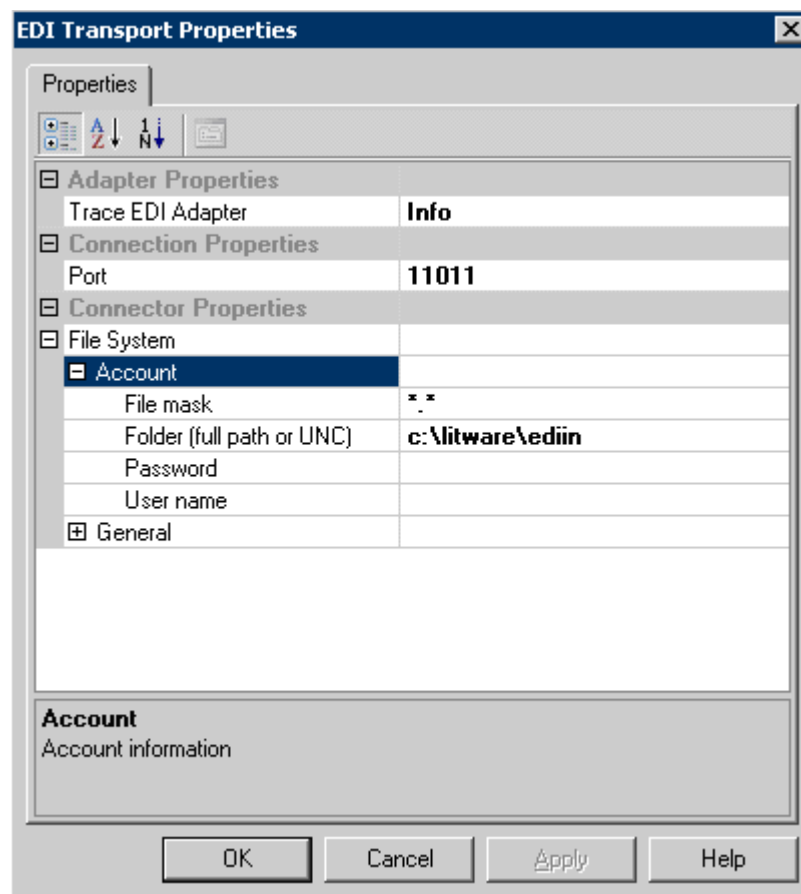 EDI Transport Properties
Properties
Adapter Properties
Trace EDI Adapter Info
Connection Properties
Port 11011
Connector Properties
File System
Account
File mask *.*
Folder (full path or UNC) c:\litware\ediin
Password
User name
General
Account
Account information
OK Cancel Apply Help